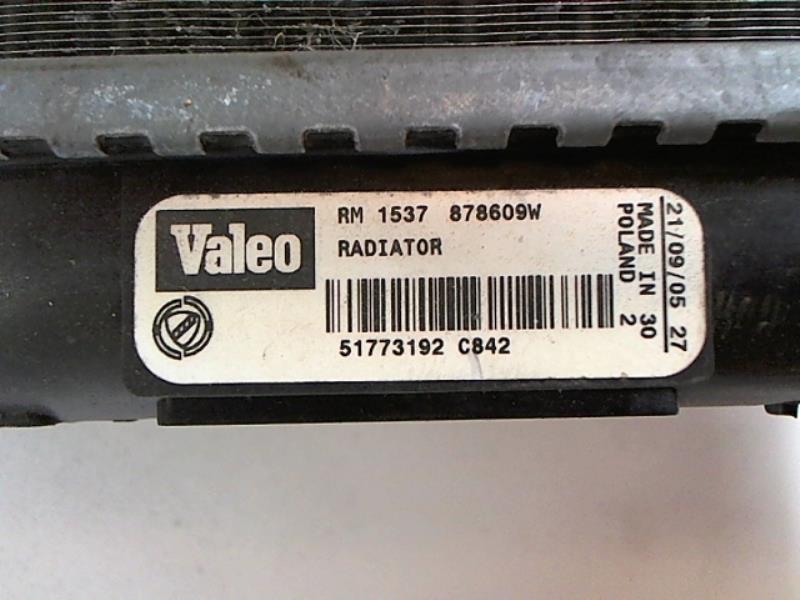 Valeo
RM 1537 878609W
RADIATOR
51773192 C842
21/09/05 27
MADE IN 30
POLAND 2